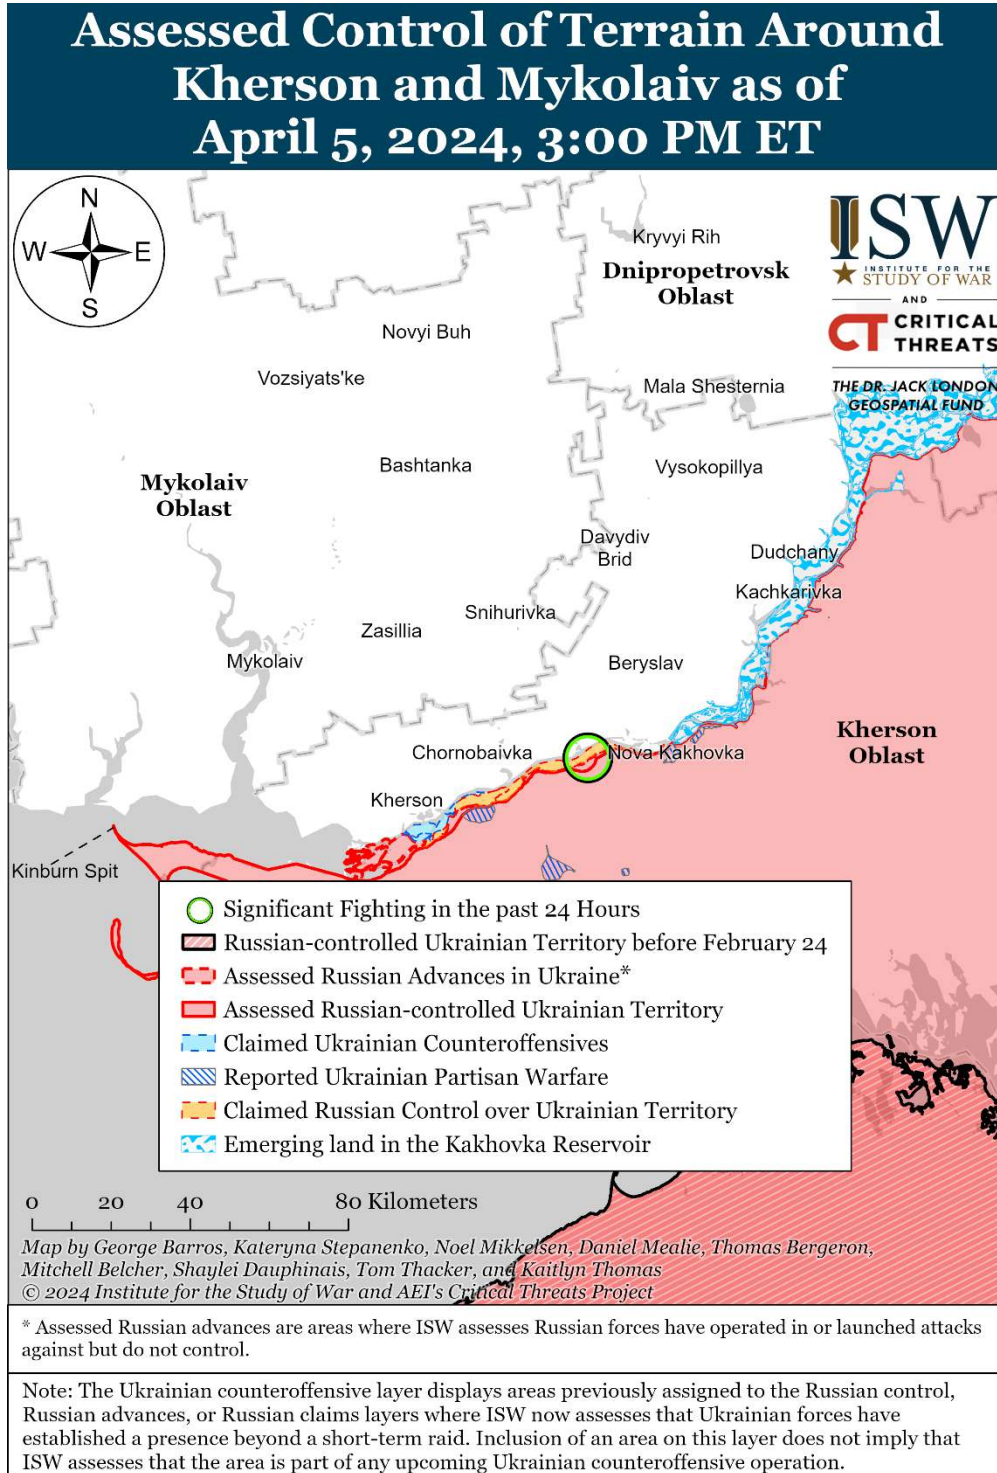 Assessed Control of Terrain Around
Kherson and Mykolaiv as of
April 5, 2024, 3:00 PM ET
N
W E
S
ISW
INSTITUTE FOR THE
STUDY OF WAR
AND
CT CRITICAL
THREATS
THE DR. JACK LONDON
GEOSPATIAL FUND
Kryvyi Rih
Dnipropetrovsk
Oblast
Novyi Buh
Vozsiyats'ke
Mala Shesternia
Bashtanka
Vysokopillya
Mykolaiv
Oblast
Davydiv
Brid
Dudchany
Kachkarivka
Snihurivka
Zasillia
Mykolaiv
Beryslav
Kherson
Oblast
Chornobaivka
Nova Kakhovka
Kherson
Kinburn Spit
Significant Fighting in the past 24 Hours
Russian-controlled Ukrainian Territory before February 24
Assessed Russian Advances in Ukraine*
Assessed Russian-controlled Ukrainian Territory
Claimed Ukrainian Counteroffensives
Reported Ukrainian Partisan Warfare
Claimed Russian Control over Ukrainian Territory
Emerging land in the Kakhovka Reservoir
0 20 40 80 Kilometers
Map by George Barros, Kateryna Stepanenko, Noel Mikkelsen, Daniel Mealie, Thomas Bergeron,
Mitchell Belcher, Shaylei Dauphinais, Tom Thacker, and Kaitlyn Thomas
© 2024 Institute for the Study of War and AEI's Critical Threats Project
* Assessed Russian advances are areas where ISW assesses Russian forces have operated in or launched attacks
against but do not control.
Note: The Ukrainian counteroffensive layer displays areas previously assigned to the Russian control,
Russian advances, or Russian claims layers where ISW now assesses that Ukrainian forces have
established a presence beyond a short-term raid. Inclusion of an area on this layer does not imply that
ISW assesses that the area is part of any upcoming Ukrainian counteroffensive operation.